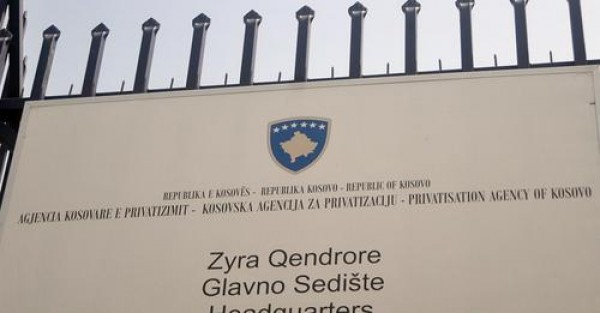 REPUBLIKA E KOSOVËS - REPUBLIKA KOSOVO - REPUBLIC OF KOSOVO
AGJENCIA KOSOVARE E PRIVATIZIMIT - KOSOVSKA AGENCIJA ZA PRIVATIZACIJU - PRIVATISATION AGENCY OF KOSOVO
Zyra Qendrore
Glavno Sedište
Headquarters